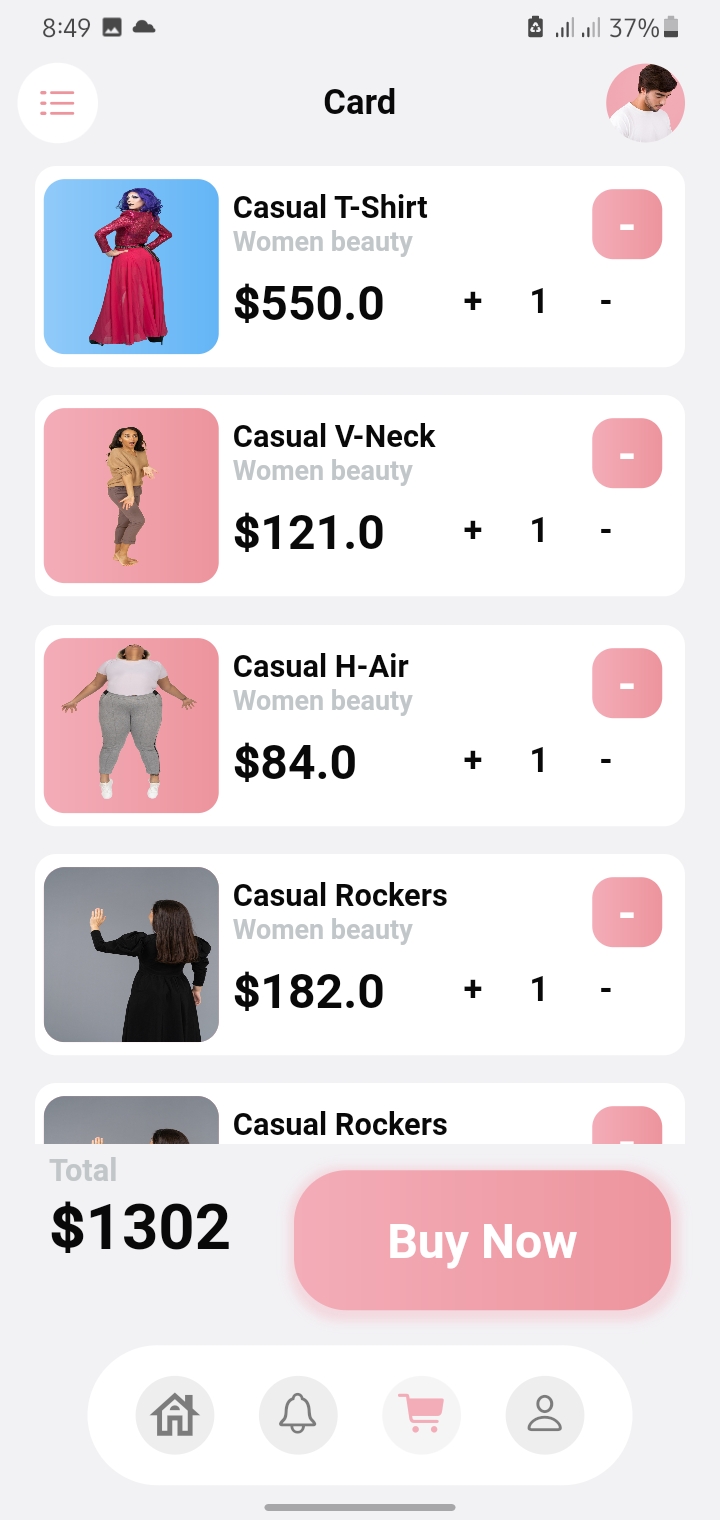 8:49
37%
Card
Casual T-Shirt
Women beauty
-
$550.0
+ 1 -
Casual V-Neck
Women beauty
-
$121.0
+ 1 -
Casual H-Air
Women beauty
-
$84.0
+ 1 -
Casual Rockers
Women beauty
-
$182.0
+ 1 -
Casual Rockers
Total
$1302
Buy Now